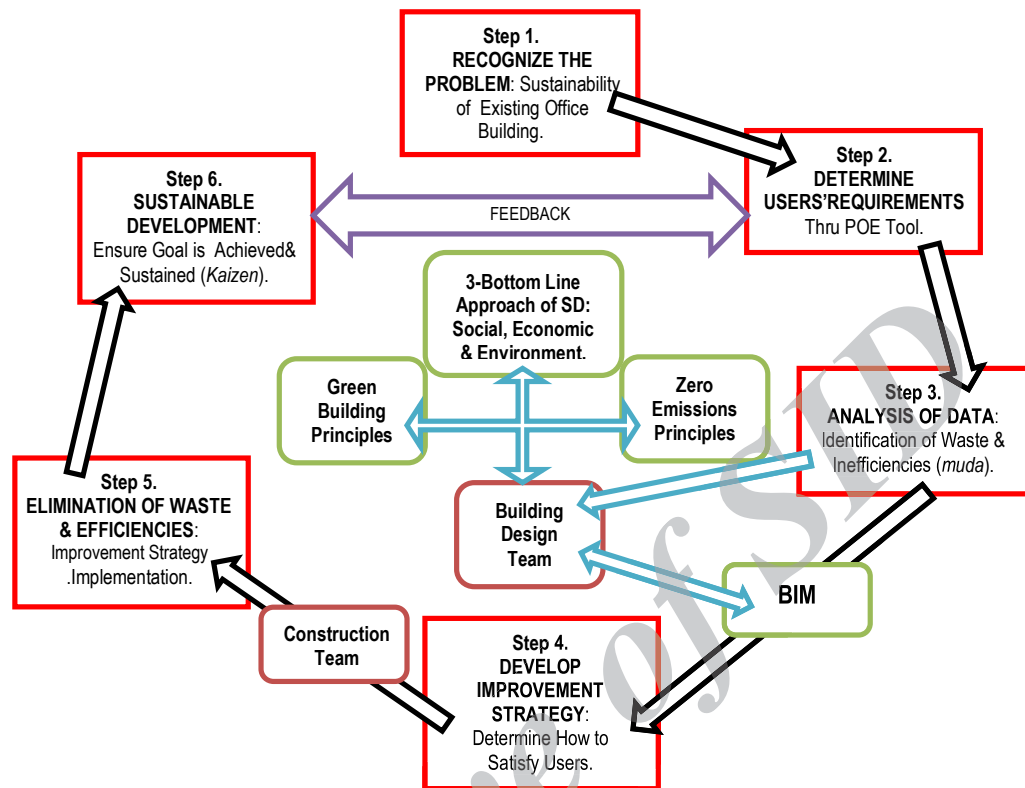 Step 1.
RECOGNIZE THE
PROBLEM: Sustainability
of Existing Office
Building.
Step 2.
DETERMINE
USERS'REQUIREMENTS
Thru POE Tool.
Step 6.
SUSTAINABLE
DEVELOPMENT:
Ensure Goal is Achieved&
Sustained (Kaizen).
FEEDBACK
3-Bottom Line
Approach of SD:
Social, Economic
& Environment.
Green
Building
Principles
Zero
Emissions
Principles
Step 3.
ANALYSIS OF DATA:
Identification of Waste &
Inefficiencies (muda).
Step 5.
ELIMINATION OF WASTE
& EFFICIENCIES:
Improvement Strategy
.Implementation.
Building
Design
Team
BIM
Construction
Team
Step 4.
DEVELOP
IMPROVEMENT
STRATEGY:
Determine How to
Satisfy Users.
of SID